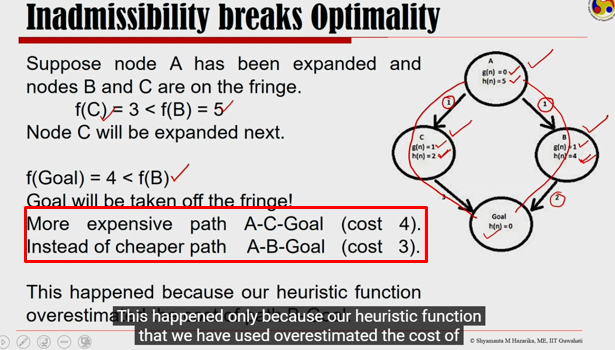 Inadmissibility breaks Optimality
Suppose node A has been expanded and
nodes B and C are on the fringe.
f(C) = 3 < f(B) = 5
Node C will be expanded next.
f(Goal) = 4 < f(B)
Goal will be taken off the fringe!
More expensive path A-C-Goal (cost 4).
Instead of cheaper path A-B-Goal (cost 3).
This happened because our heuristic function
This happened only because our heuristic function
that we have used overestimated the cost of
A
g(n) =0
h(n) =5
1
1
C
g(n) =1
h(n) =2
B
g(n) =1
h(n) =4
3
2
Goal
h(n) =0
© Shyamanta M Hazarika, ME, IIT Guwahati